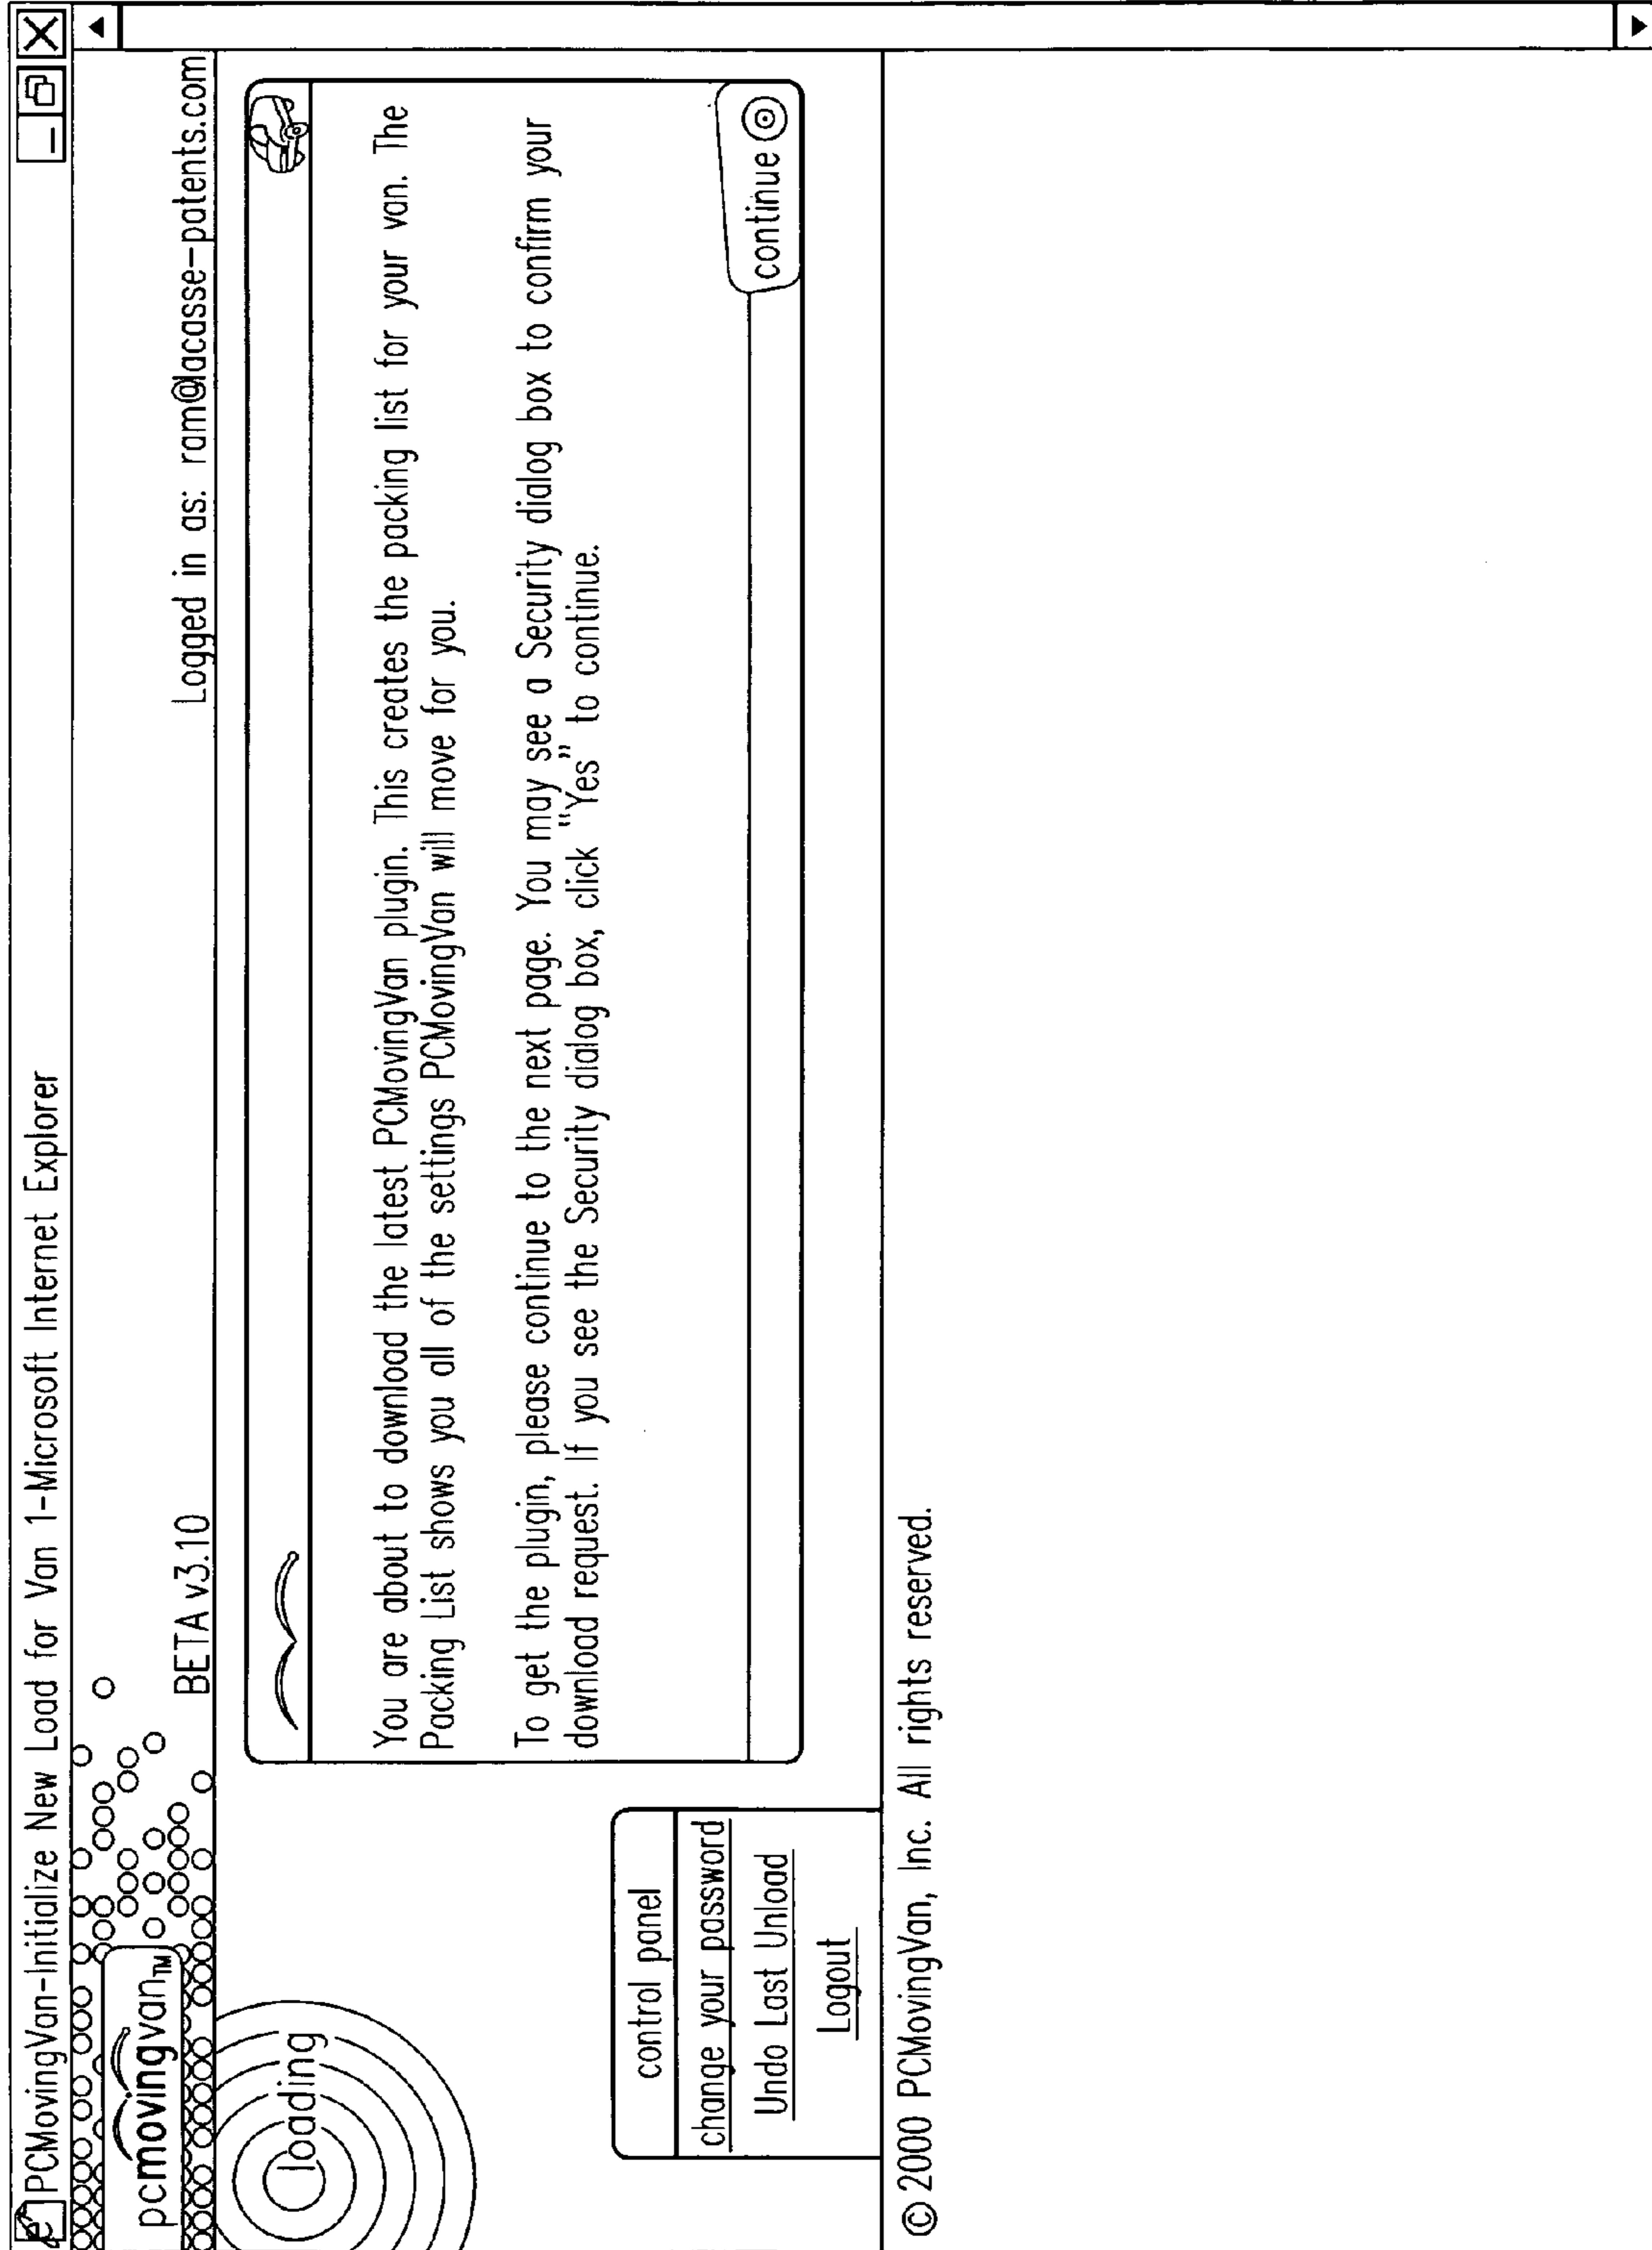 PCMovingVan-Initialize New Load for Van 1-Microsoft Internet Explorer
pcmovingvan™
BETA v3.10
Logged in as: ram@lacasse-patents.com
loading
You are about to download the latest PCMovingVan plugin. This creates the packing list for your van. The
Packing List shows you all of the settings PCMovingVan will move for you.
To get the plugin, please continue to the next page. You may see a Security dialog box to confirm your
download request. If you see the Security dialog box, click "Yes" to continue.
continue
control panel
change your password
Undo Last Unload
Logout
© 2000 PCMovingVan, Inc. All rights reserved.